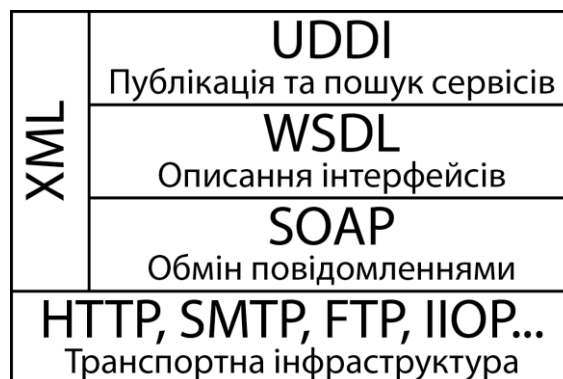 XML
UDDI
Публікація та пошук сервісів
WSDL
Описання інтерфейсів
SOAP
Обмін повідомленнями
HTTP, SMTP, FTP, IIOP...
Транспортна інфраструктура